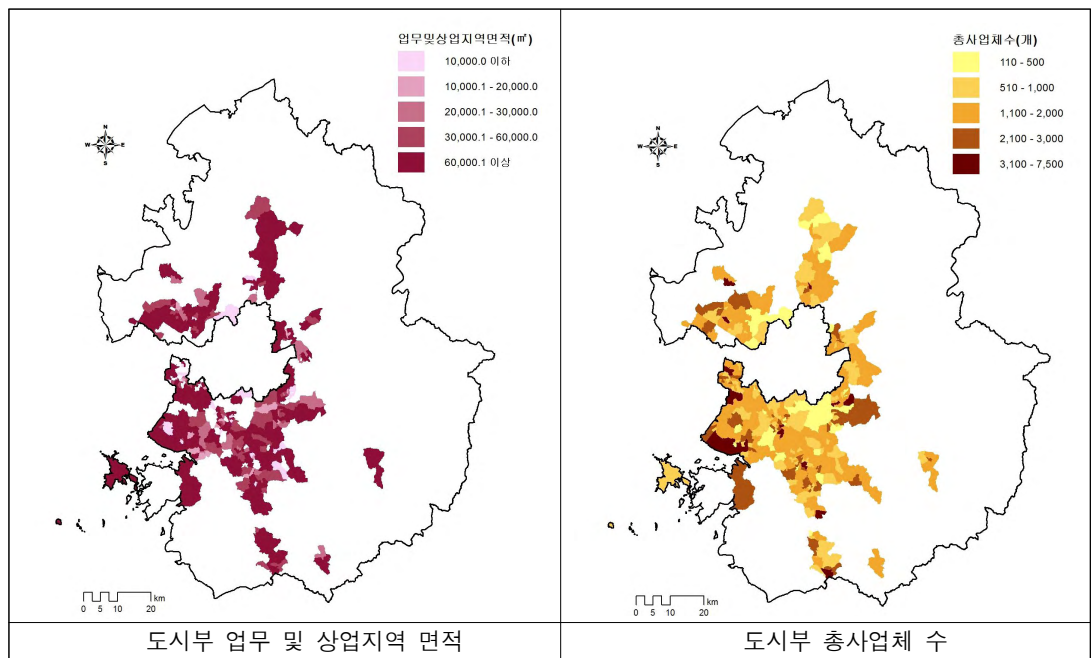 업무및상업지역면적(㎡)
10,000.0 이하
10,000.1 - 20,000.0
20,000.1 - 30,000.0
30,000.1 - 60,000.0
60,000.1 이상
N
W E
S
km
0 5 10 20
도시부 업무 및 상업지역 면적
총사업체수(개)
110 - 500
510 - 1,000
1,100 - 2,000
2,100 - 3,000
3,100 - 7,500
N
W E
S
km
0 5 10 20
도시부 총사업체 수